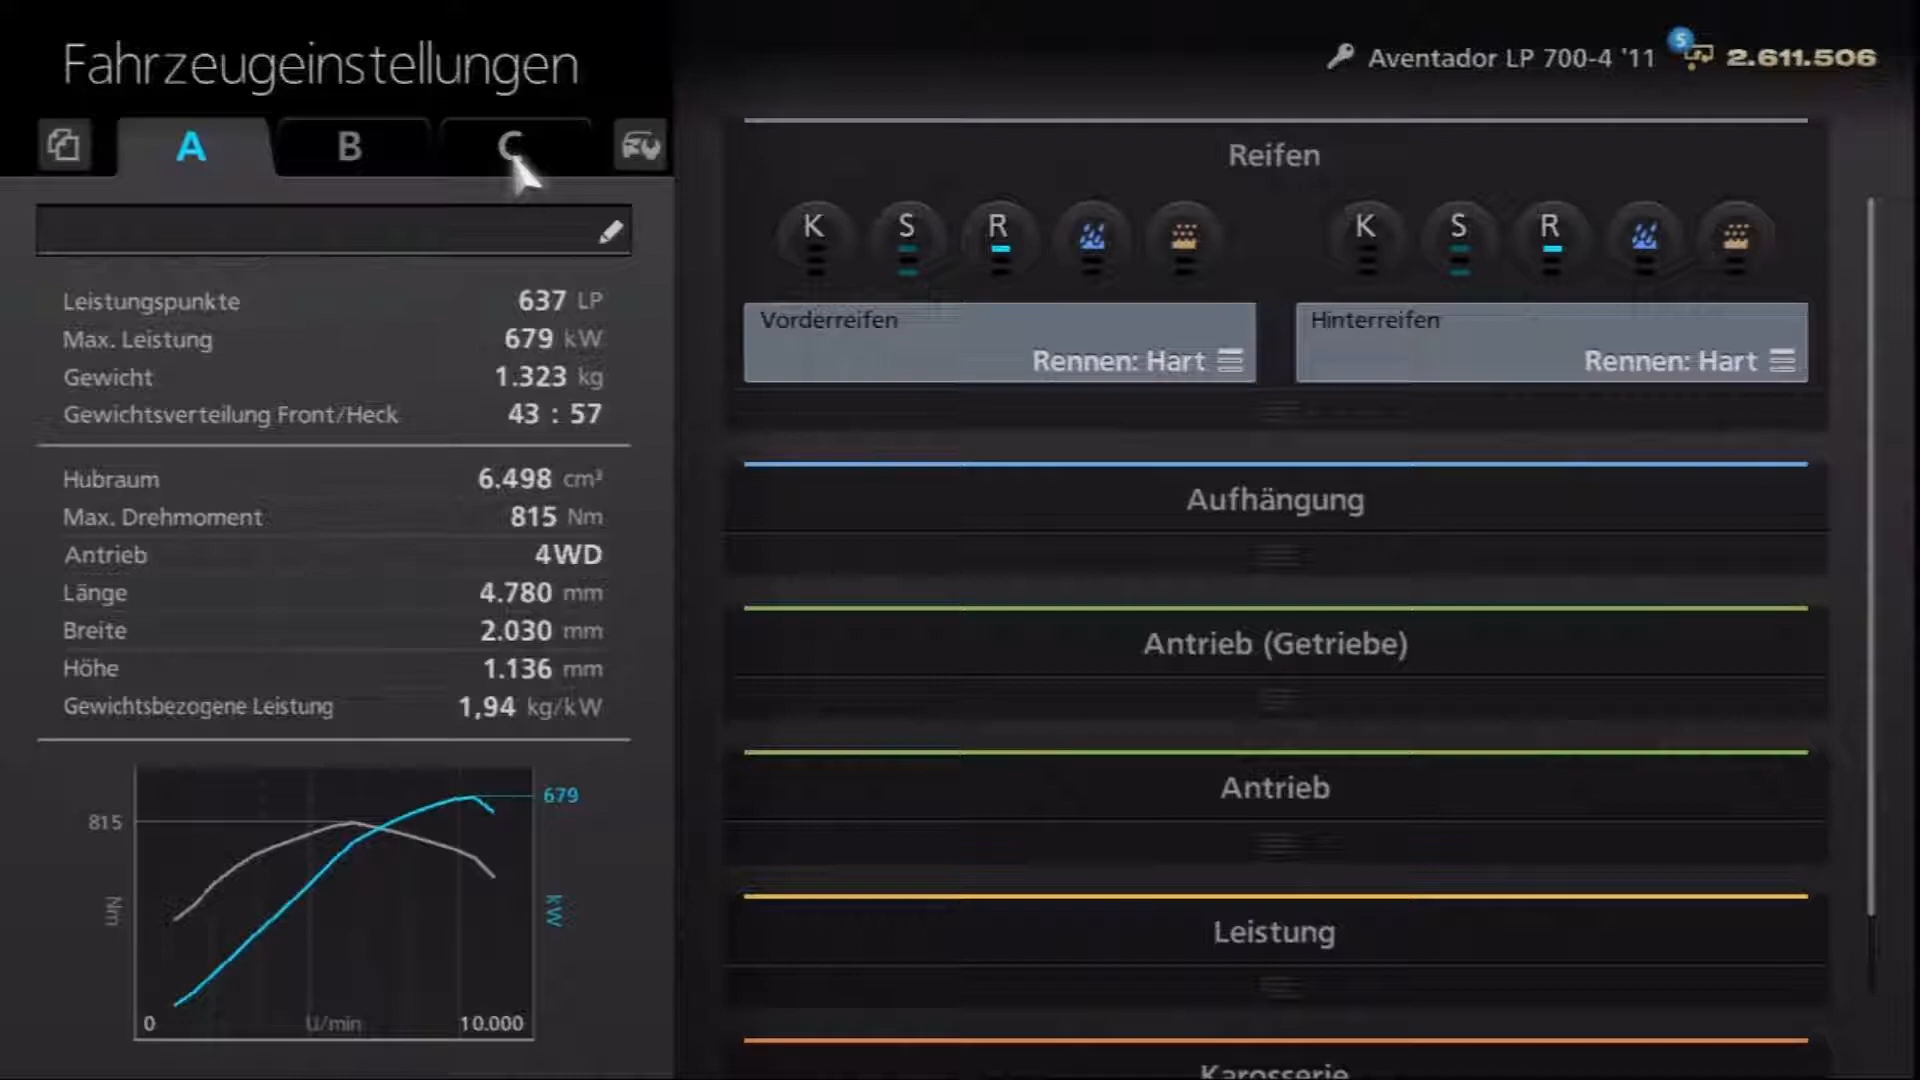 Fahrzeugeinstellungen
Aventador LP 700-4 '11
5
2.611.506
A
B
C
Leistungspunkte 637 LP
Max. Leistung 679 kW
Gewicht 1.323 kg
Gewichtsverteilung Front/Heck 43 : 57
Hubraum 6.498 cm³
Max. Drehmoment 815 Nm
Antrieb 4WD
Länge 4.780 mm
Breite 2.030 mm
Höhe 1.136 mm
Gewichtsbezogene Leistung 1,94 kg/kW
679
815
Nm
kW
0 U/min 10.000
Reifen
K S R
K S R
Vorderreifen
Rennen: Hart
Hinterreifen
Rennen: Hart
Aufhängung
Antrieb (Getriebe)
Antrieb
Leistung
Karosserie